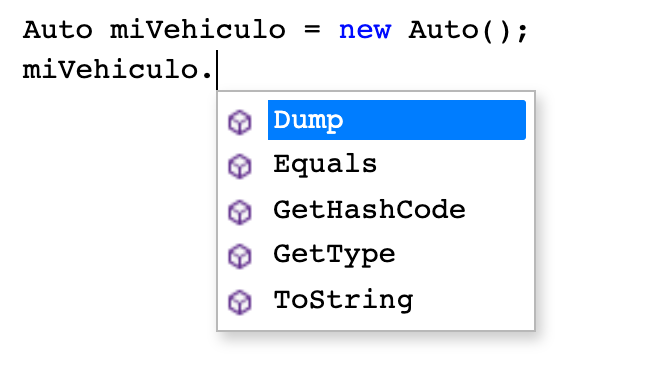 Auto miVehiculo = new Auto();
miVehiculo.
Dump
Equals
GetHashCode
GetType
ToString